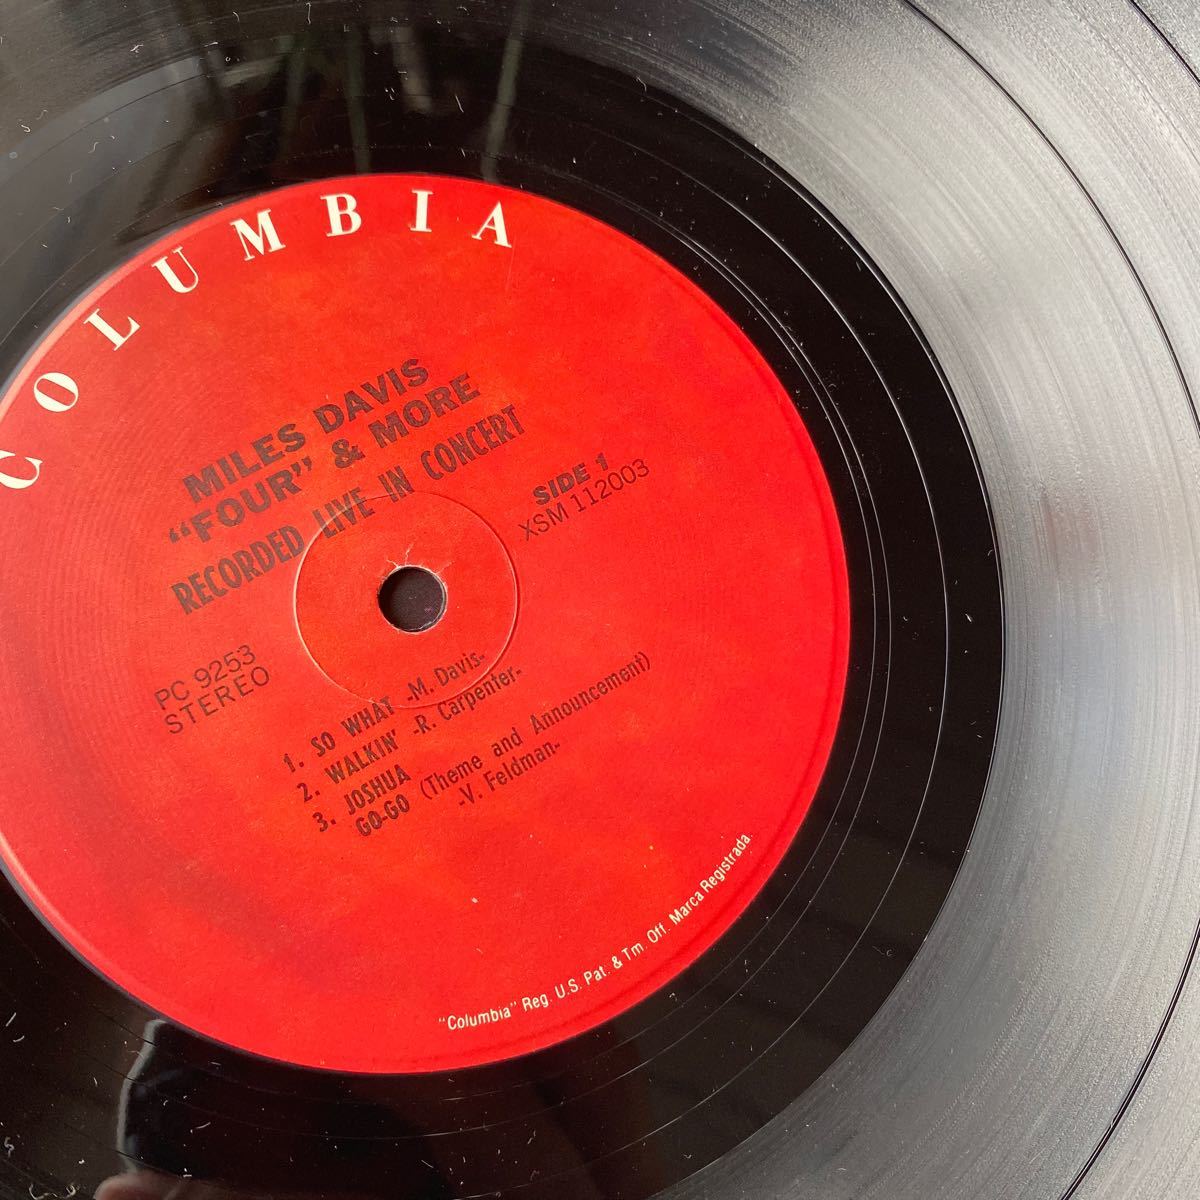 COLUMBIA
MILES DAVIS
"FOUR" & MORE
RECORDED LIVE IN CONCERT
SIDE 1
XSM 112003
PC 9253
STEREO
1. SO WHAT -M. Davis-
2. WALKIN' -R. Carpenter-
3. JOSHUA
GO-GO (Theme and Announcement)
-V. Feldman-
"Columbia" Reg. U.S. Pat. & Tm. Off. Marca Registrada.